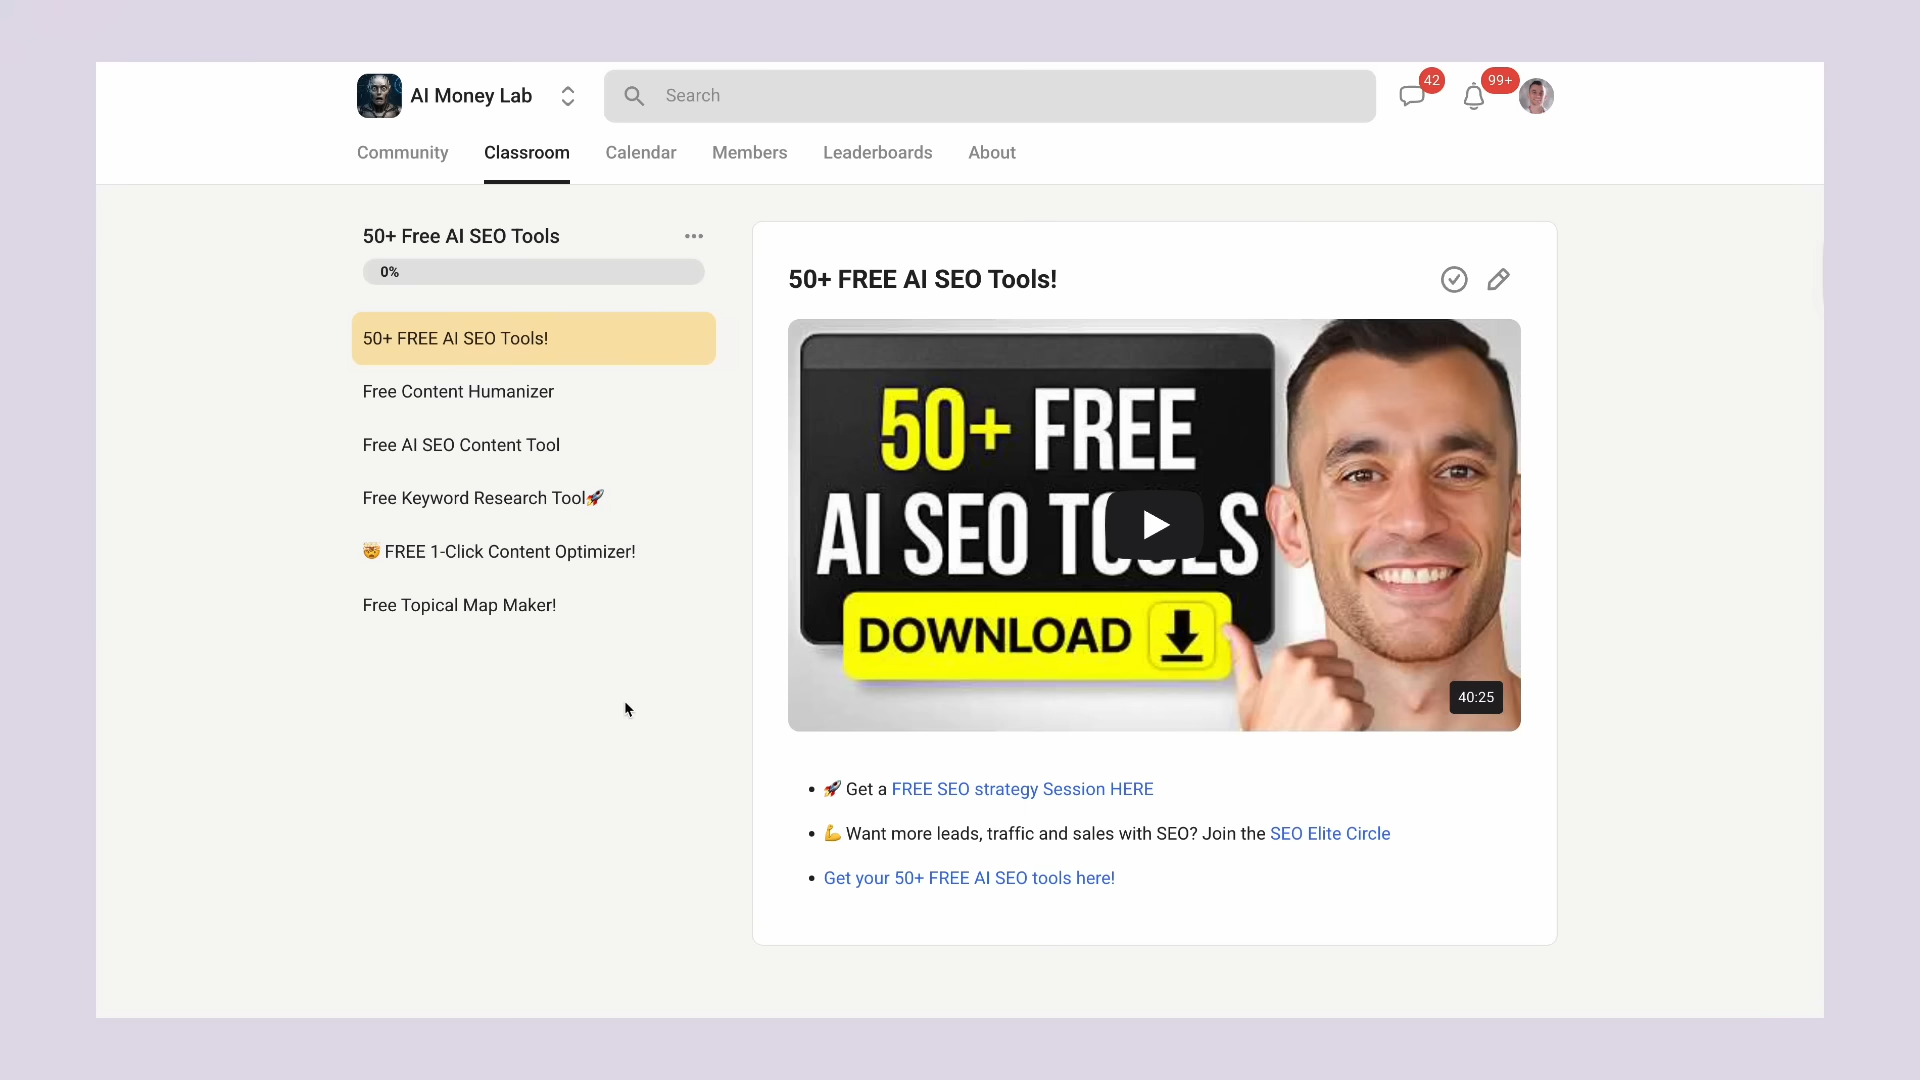 AI Money Lab
Search
42
99+
Community
Classroom
Calendar
Members
Leaderboards
About
50+ Free AI SEO Tools
0%
50+ FREE AI SEO Tools!
Free Content Humanizer
Free AI SEO Content Tool
Free Keyword Research Tool🚀
🤯 FREE 1-Click Content Optimizer!
Free Topical Map Maker!
50+ FREE AI SEO Tools!
50+ FREE
AI SEO TOOLS
DOWNLOAD
40:25
• 🚀 Get a FREE SEO strategy Session HERE
• 💪 Want more leads, traffic and sales with SEO? Join the SEO Elite Circle
• Get your 50+ FREE AI SEO tools here!